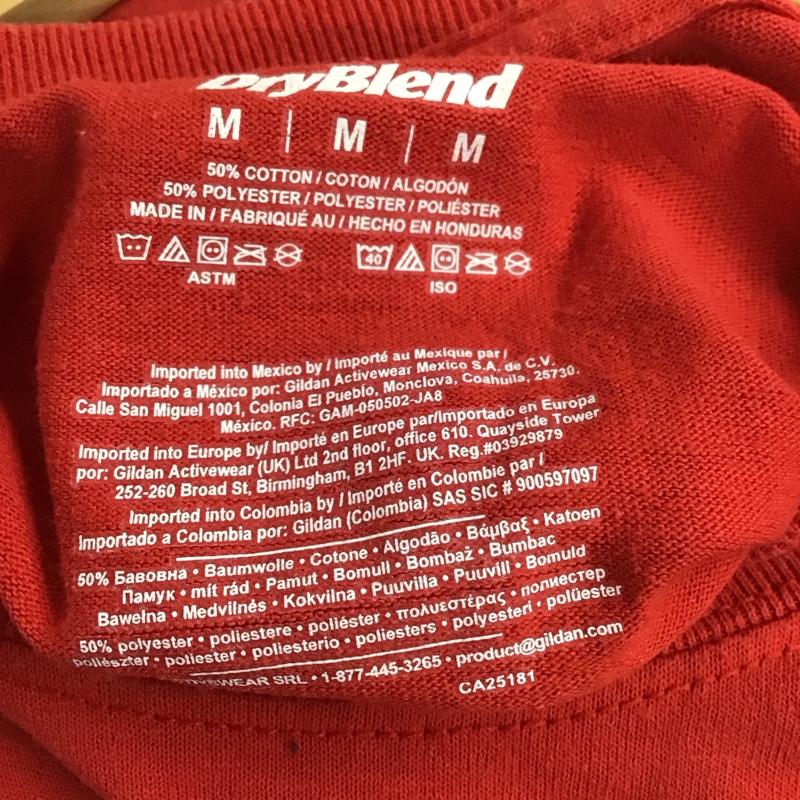 DryBlend
M | M | M
50% COTTON / COTON / ALGODÓN
50% POLYESTER / POLYESTER / POLIÉSTER
MADE IN / FABRIQUÉ AU / HECHO EN HONDURAS
40
ASTM ISO
Imported into Mexico by / Importé au Mexique par /
Importado a México por: Gildan Activewear Mexico S.A. de C.V.
Calle San Miguel 1001, Colonia El Pueblo, Monclova, Coahuila, 25730.
México. RFC: GAM-050502-JA8
Imported into Europe by/ Importé en Europe par/importado en Europa
por: Gildan Activewear (UK) Ltd 2nd floor, office 610. Quayside Tower
252-260 Broad St, Birmingham, B1 2HF. UK. Reg.#03929879
Imported into Colombia by / Importé en Colombie par /
Importado a Colombia por: Gildan (Colombia) SAS SIC # 900597097
50% Бавовна • Baumwolle • Cotone • Algodão • Βάμβαξ • Katoen
Памук • mít rád • Pamut • Bomull • Bombaž • Bumbac
Bawełna • Medvilnės • Kokvilna • Puuvilla • Puuvill • Bomuld
50% polyester • poliestere • poliéster • πολυεστέρας • полиестер
poliészter • poliester • poliesterio • poliesters • polyesteri • polüester
SRL • 1-877-445-3265 • product@gildan.com
CA25181